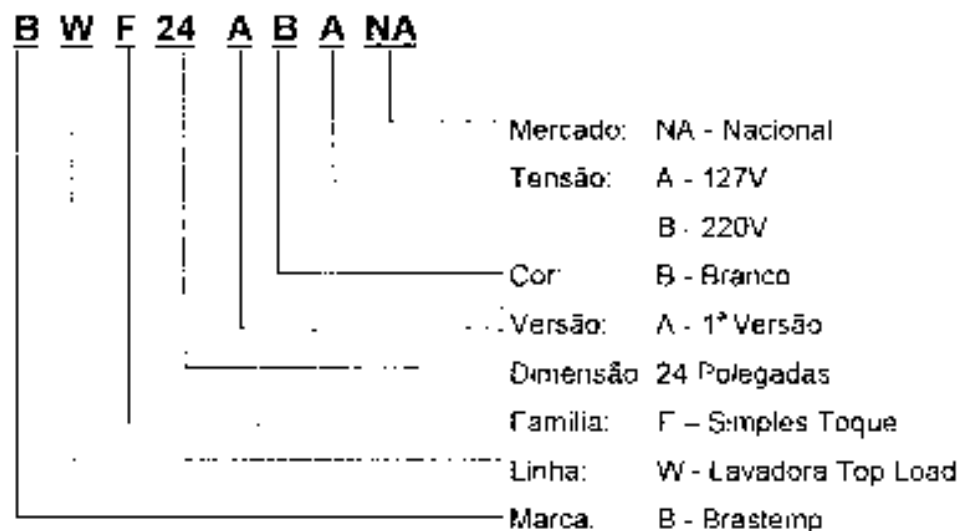 B W F 24 A B A NA
Mercado: NA - Nacional
Tensão: A - 127V
B - 220V
Cor: B - Branco
Versão: A - 1ª Versão
Dimensão 24 Polegadas
Familia: F – Simples Toque
Linha: W - Lavadora Top Load
Marca. B - Brastemp